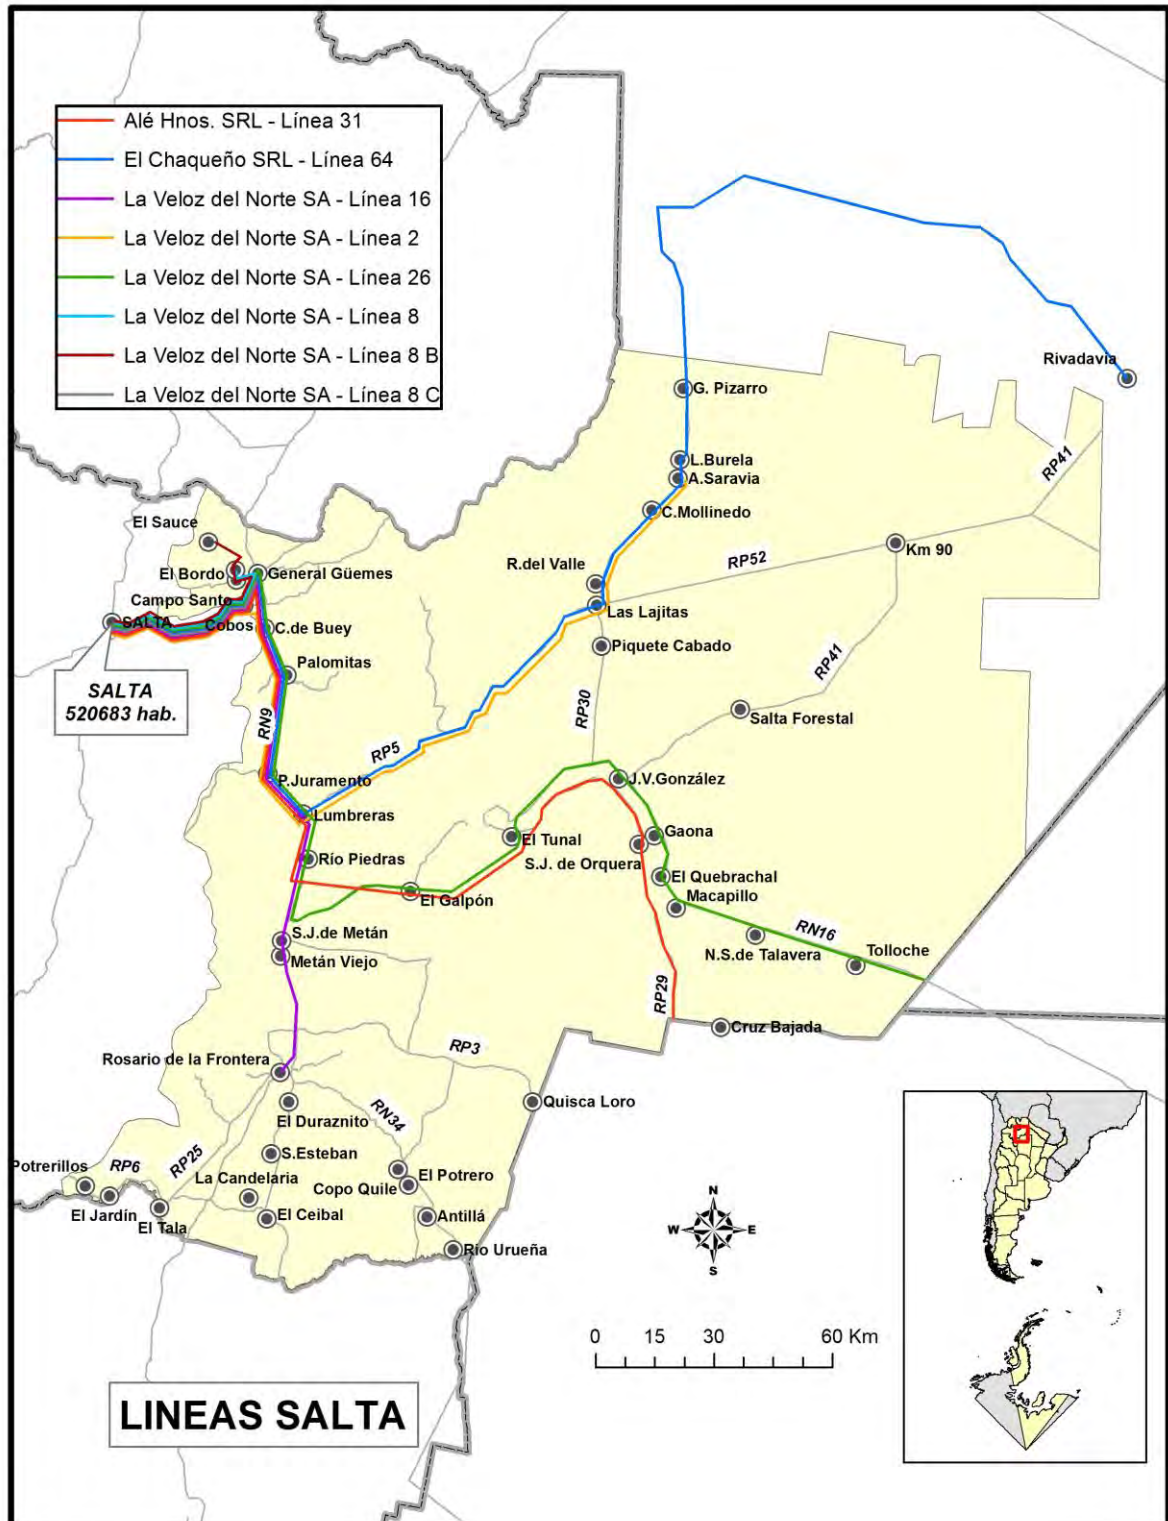 Alé Hnos. SRL - Línea 31
El Chaqueño SRL - Línea 64
La Veloz del Norte SA - Línea 16
La Veloz del Norte SA - Línea 2
La Veloz del Norte SA - Línea 26
La Veloz del Norte SA - Línea 8
La Veloz del Norte SA - Línea 8 B
La Veloz del Norte SA - Línea 8 C
Rivadavia
G. Pizarro
L.Burela
A.Saravia
RP41
C.Mollinedo
El Sauce
Km 90
RP52
El Bordo
General Güemes
R.del Valle
Campo Santo
Las Lajitas
SALTA
Cobos
C.de Buey
Piquete Cabado
Palomitas
RP41
SALTA
520683 hab.
RN9
RP30
Salta Forestal
RP5
P.Juramento
J.V.González
Lumbreras
El Tunal
Gaona
Río Piedras
S.J. de Orquera
El Quebrachal
El Galpón
Macapillo
RN16
S.J.de Metán
N.S.de Talavera
Tolloche
Metán Viejo
RP29
Cruz Bajada
RP3
Rosario de la Frontera
Quisca Loro
El Duraznito
RN34
RP25
S.Esteban
Potrerillos
RP6
La Candelaria
El Potrero
Copo Quile
El Jardín
El Tala
El Ceibal
Antillá
Río Urueña
N
W
E
S
0 15 30 60 Km
LINEAS SALTA